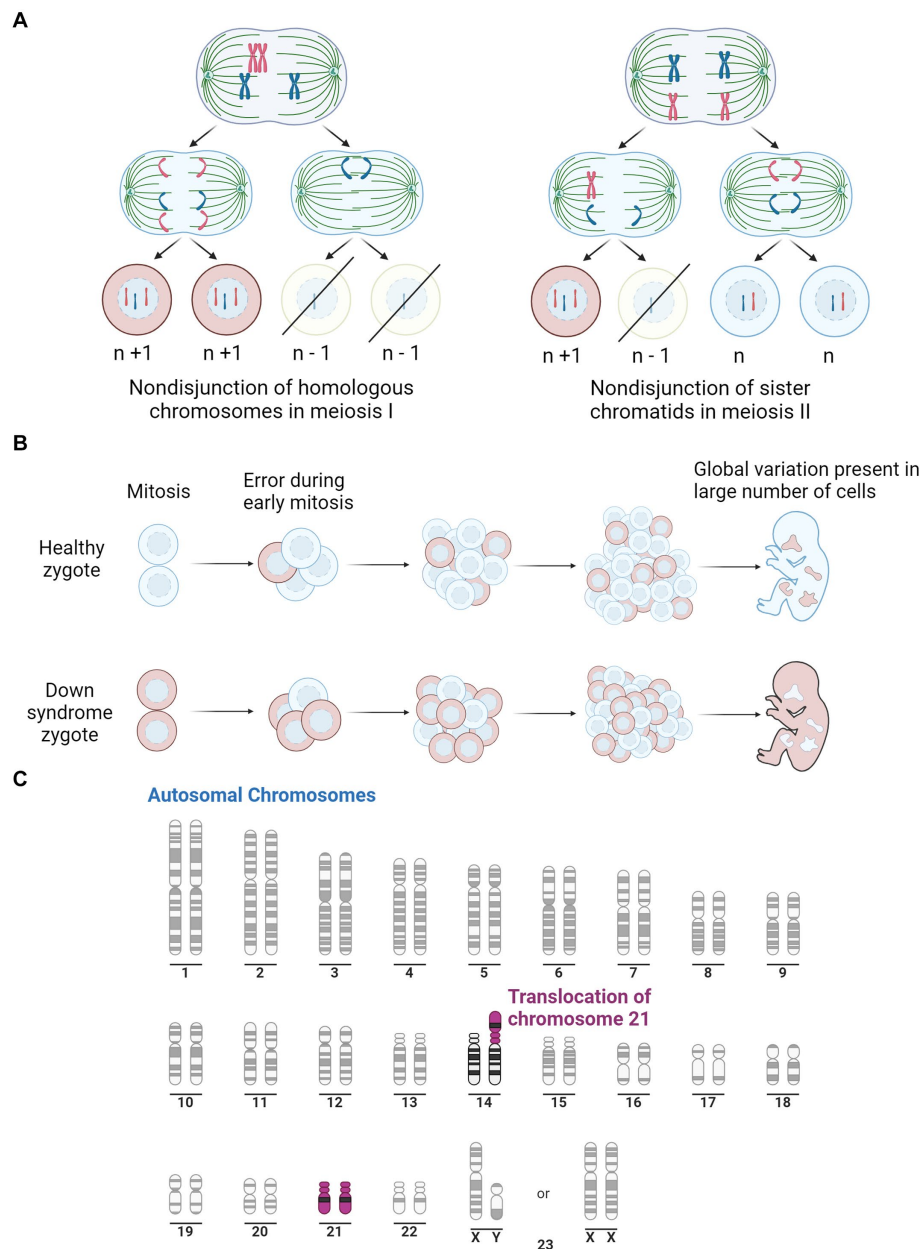 A
n +1
n +1
n - 1
n - 1
Nondisjunction of homologous
chromosomes in meiosis I
n +1
n - 1
n
n
Nondisjunction of sister
chromatids in meiosis II
B
Mitosis
Error during
early mitosis
Global variation present in
large number of cells
Healthy
zygote
Down
syndrome
zygote
C
Autosomal Chromosomes
1 2 3 4 5 6 7 8 9
Translocation of
chromosome 21
10 11 12 13 14 15 16 17 18
19 20 21 22 X Y or X X
23